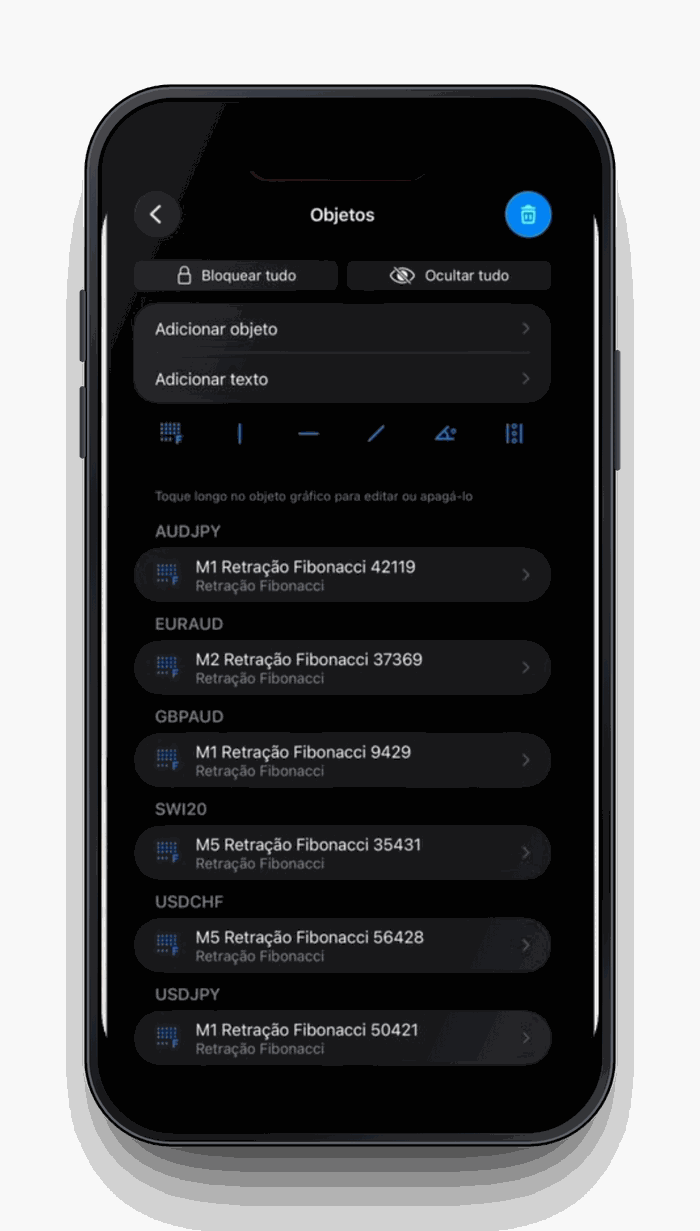 Objetos
Bloquear tudo
Ocultar tudo
Adicionar objeto
Adicionar texto
Toque longo no objeto gráfico para editar ou apagá-lo
AUDJPY
M1 Retração Fibonacci 42119
Retração Fibonacci
EURAUD
M2 Retração Fibonacci 37369
Retração Fibonacci
GBPAUD
M1 Retração Fibonacci 9429
Retração Fibonacci
SWI20
M5 Retração Fibonacci 35431
Retração Fibonacci
USDCHF
M5 Retração Fibonacci 56428
Retração Fibonacci
USDJPY
M1 Retração Fibonacci 50421
Retração Fibonacci